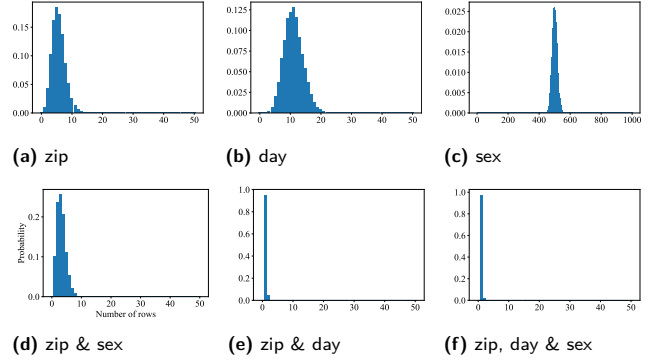 0.15
0.10
0.05
0.00
0 10 20 30 40 50
(a) zip
0.125
0.100
0.075
0.050
0.025
0.000
0 10 20 30 40 50
(b) day
0.025
0.020
0.015
0.010
0.005
0.000
0 200 400 600 800 1000
(c) sex
Probability
0.2
0.1
0.0
0 10 20 30 40 50
Number of rows
(d) zip & sex
1.0
0.8
0.6
0.4
0.2
0.0
0 10 20 30 40 50
(e) zip & day
1.0
0.8
0.6
0.4
0.2
0.0
0 10 20 30 40 50
(f) zip, day & sex